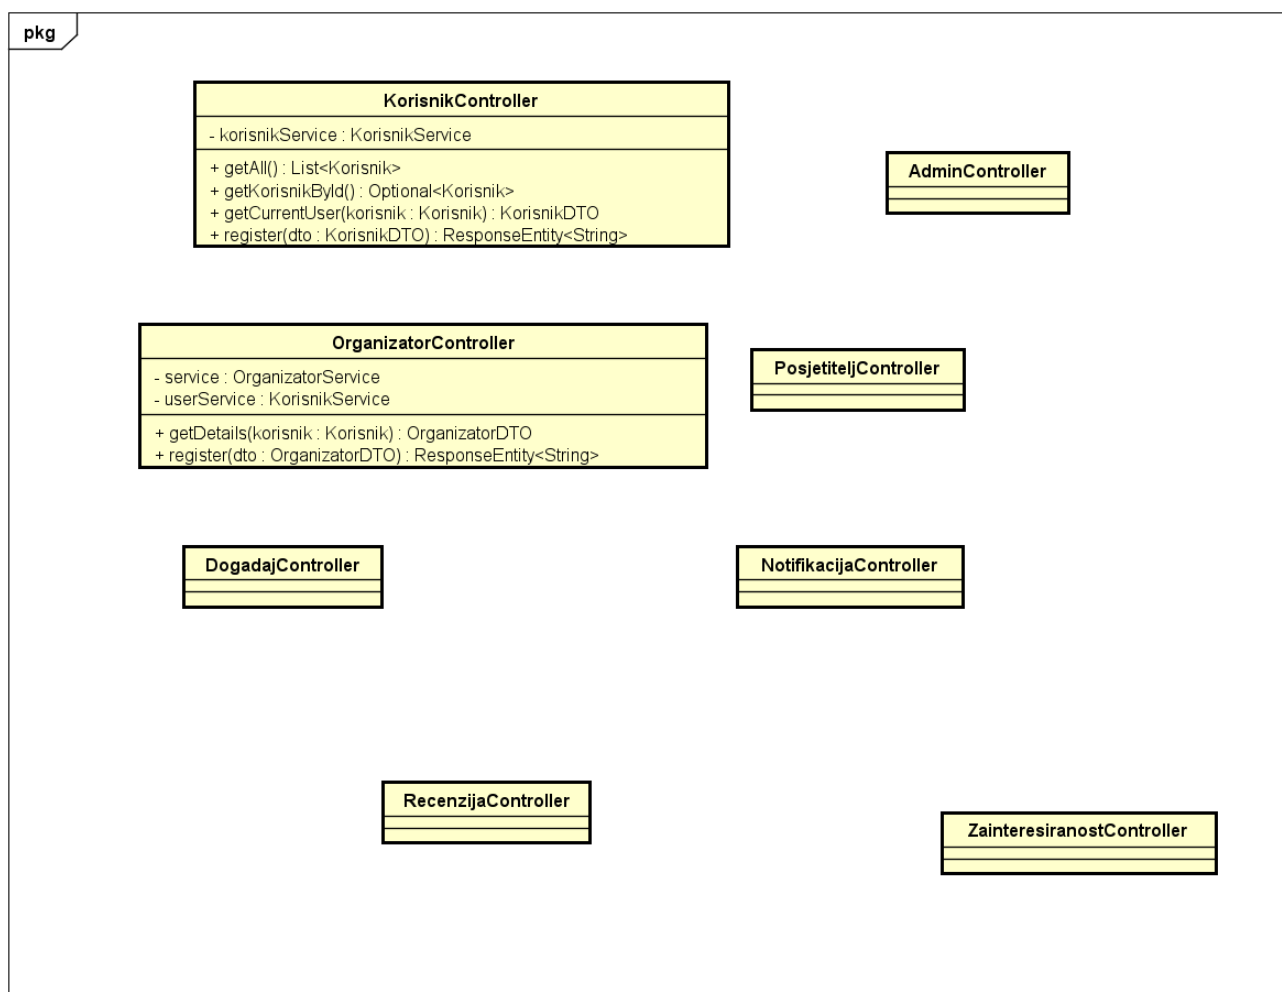 pkg
KorisnikController
- korisnikService : KorisnikService
+ getAll() : List<Korisnik>
+ getKorisnikById() : Optional<Korisnik>
+ getCurrentUser(korisnik : Korisnik) : KorisnikDTO
+ register(dto : KorisnikDTO) : ResponseEntity<String>
AdminController
OrganizatorController
- service : OrganizatorService
- userService : KorisnikService
+ getDetails(korisnik : Korisnik) : OrganizatorDTO
+ register(dto : OrganizatorDTO) : ResponseEntity<String>
PosjetiteljController
DogadajController
NotifikacijaController
RecenzijaController
ZainteresiranostController